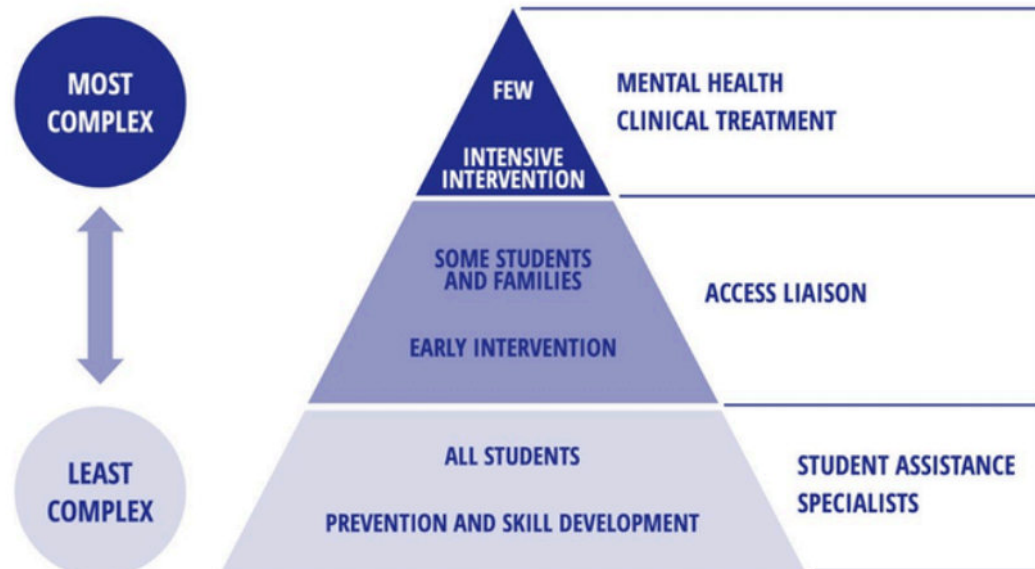 MOST
COMPLEX
FEW
INTENSIVE
INTERVENTION
MENTAL HEALTH
CLINICAL TREATMENT
SOME STUDENTS
AND FAMILIES
EARLY INTERVENTION
ACCESS LIAISON
LEAST
COMPLEX
ALL STUDENTS
PREVENTION AND SKILL DEVELOPMENT
STUDENT ASSISTANCE
SPECIALISTS